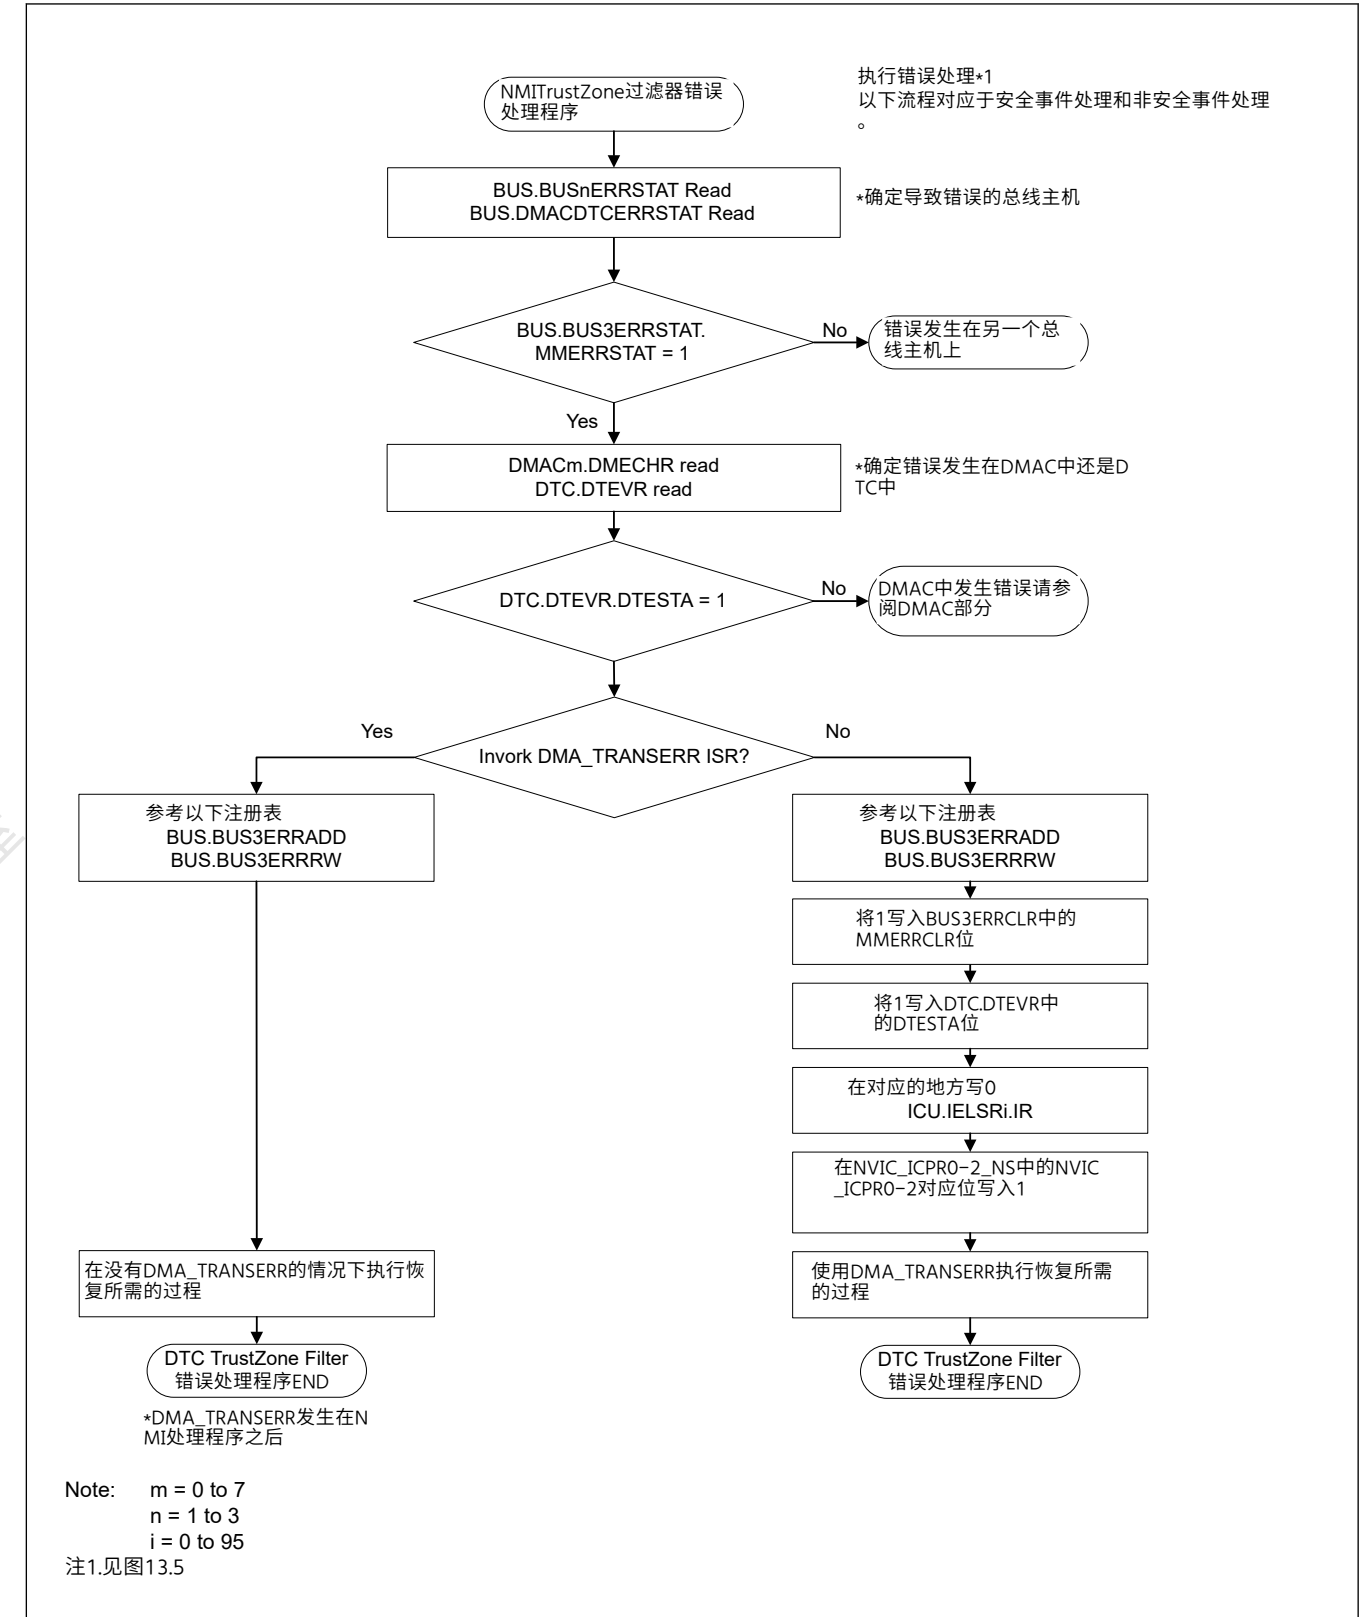 NMITrustZone过滤器错误
处理程序
执行错误处理*1
以下流程对应于安全事件处理和非安全事件处理
。
BUS.BUSnERRSTAT Read
BUS.DMACDTCERRSTAT Read
*确定导致错误的总线主机
BUS.BUS3ERRSTAT.
MMERRSTAT = 1
No
错误发生在另一个总
线主机上
Yes
DMACm.DMECHR read
DTC.DTEVR read
*确定错误发生在DMAC中还是D
TC中
DTC.DTEVR.DTESTA = 1
No
DMAC中发生错误请参
阅DMAC部分
Yes
Invork DMA_TRANSERR ISR?
No
参考以下注册表
BUS.BUS3ERRADD
BUS.BUS3ERRRW
参考以下注册表
BUS.BUS3ERRADD
BUS.BUS3ERRRW
将1写入BUS3ERRCLR中的
MMERRCLR位
将1写入DTC.DTEVR中
的DTESTA位
在对应的地方写0
ICU.IELSRi.IR
在NVIC_ICPR0-2_NS中的NVIC
_ICPR0-2对应位写入1
在没有DMA_TRANSERR的情况下执行恢
复所需的过程
使用DMA_TRANSERR执行恢复所需
的过程
DTC TrustZone Filter
错误处理程序END
DTC TrustZone Filter
错误处理程序END
*DMA_TRANSERR发生在N
MI处理程序之后
Note: m = 0 to 7
n = 1 to 3
i = 0 to 95
注1.见图13.5